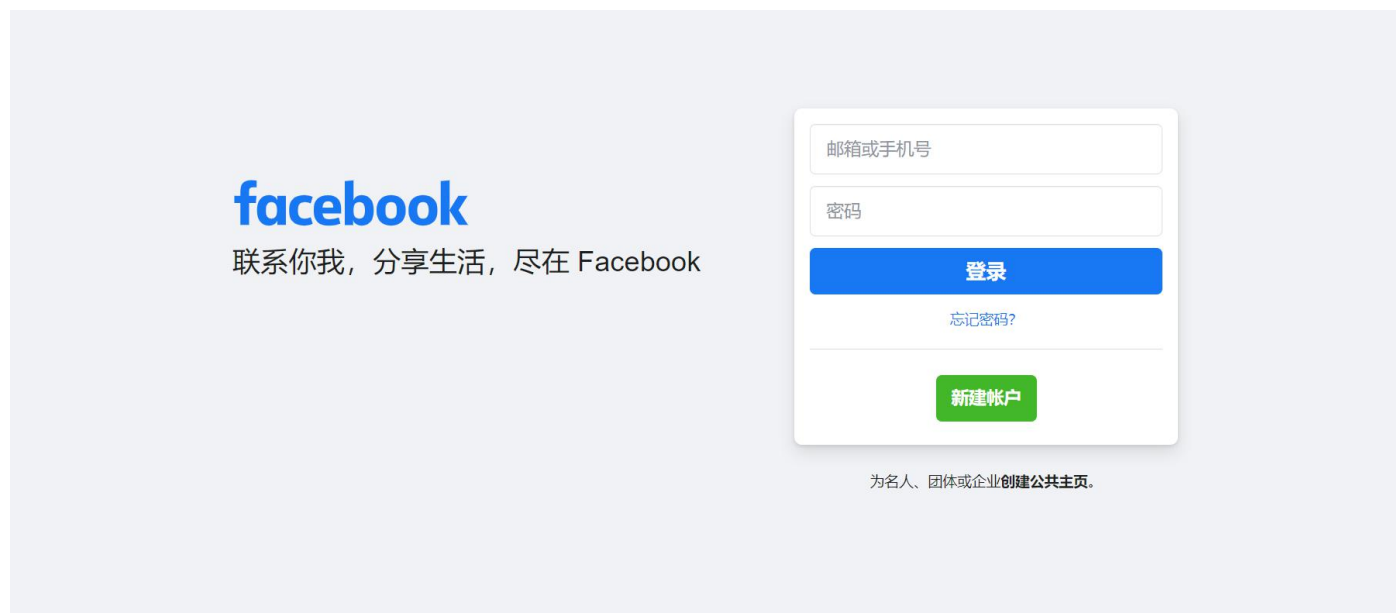 facebook
联系你我，分享生活，尽在 Facebook
邮箱或手机号
密码
登录
忘记密码?
新建帐户
为名人、团体或企业创建公共主页。